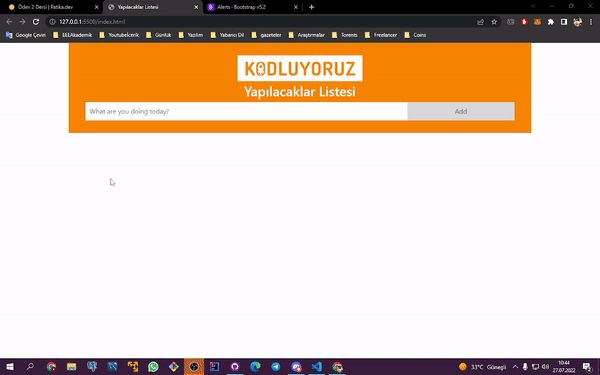 Ödev 2 Dersi | Patika.dev
Yapılacaklar Listesi
Alerts · Bootstrap v5.2
127.0.0.1:5500/index.html
Google Çeviri
EEEAkademik
Youtubeİcerik
Günlük
Yazılım
Yabancı Dil
gazeteler
Araştırmalar
Torents
Freelancer
Coins
KODLUYORUZ
Yapılacaklar Listesi
What are you doing today?
Add
33°C Güneşli
10:44
27.07.2022